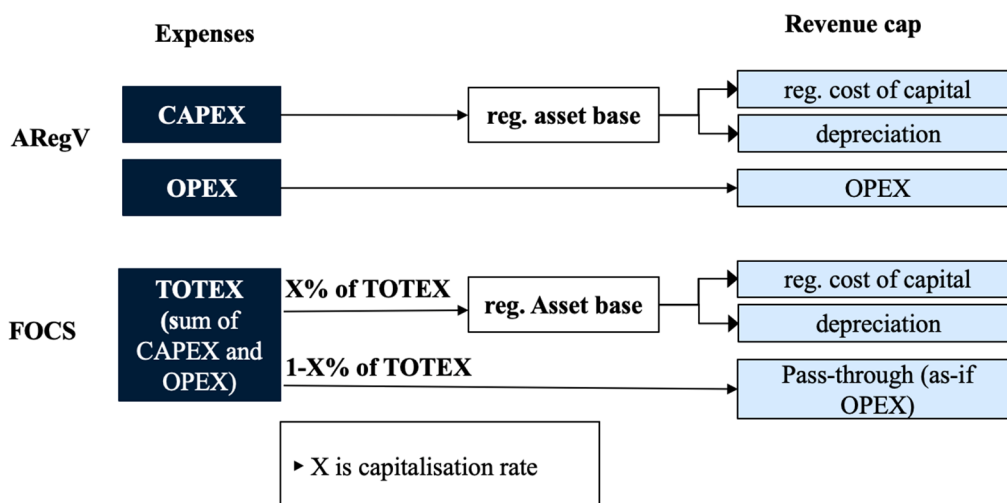 Expenses
Revenue cap
ARegV
CAPEX
reg. asset base
reg. cost of capital
depreciation
OPEX
OPEX
FOCS
TOTEX
(sum of
CAPEX and
OPEX)
X% of TOTEX
reg. Asset base
reg. cost of capital
depreciation
1-X% of TOTEX
Pass-through (as-if
OPEX)
‣ X is capitalisation rate